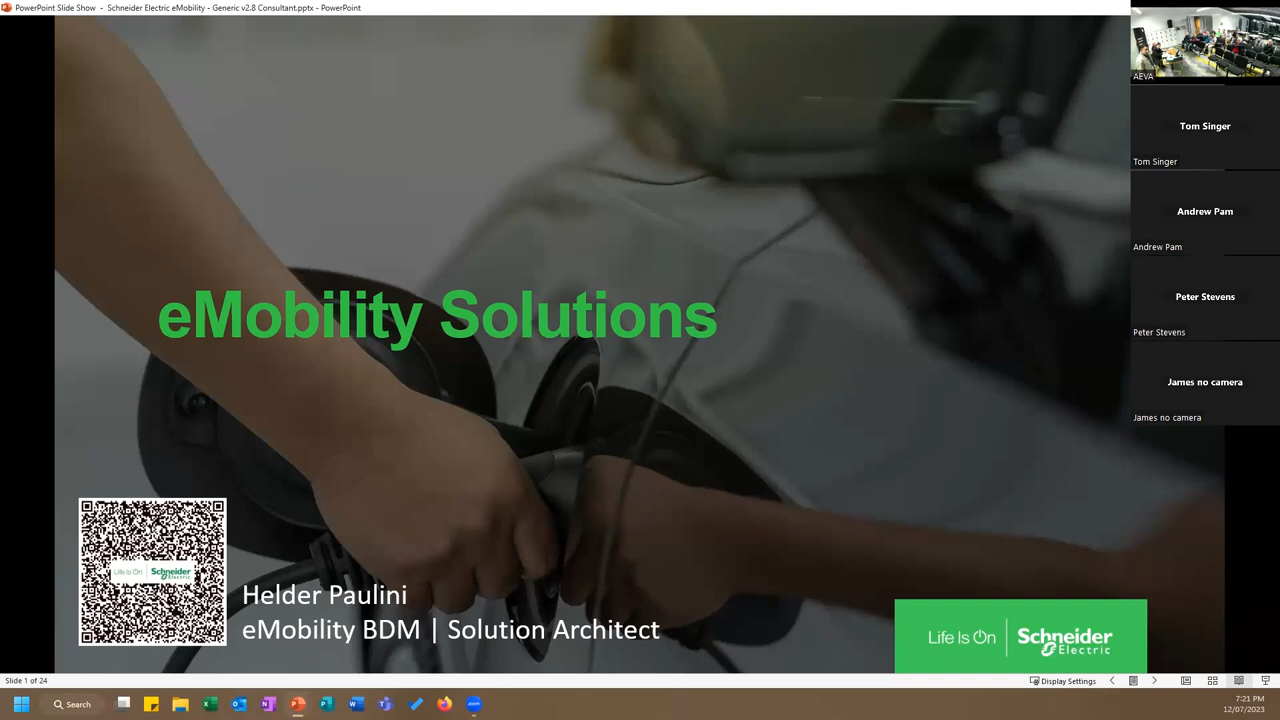 PowerPoint Slide Show - Schneider Electric eMobility - Generic v2.8 Consultant.pptx - PowerPoint
AEVA
Tom Singer
Tom Singer
Andrew Pam
Andrew Pam
Peter Stevens
Peter Stevens
James no camera
James no camera
eMobility Solutions
Life Is On | Schneider Electric
Helder Paulini
eMobility BDM | Solution Architect
Life Is On | Schneider Electric
Slide 1 of 24
Display Settings
Search
7:21 PM
12/07/2023